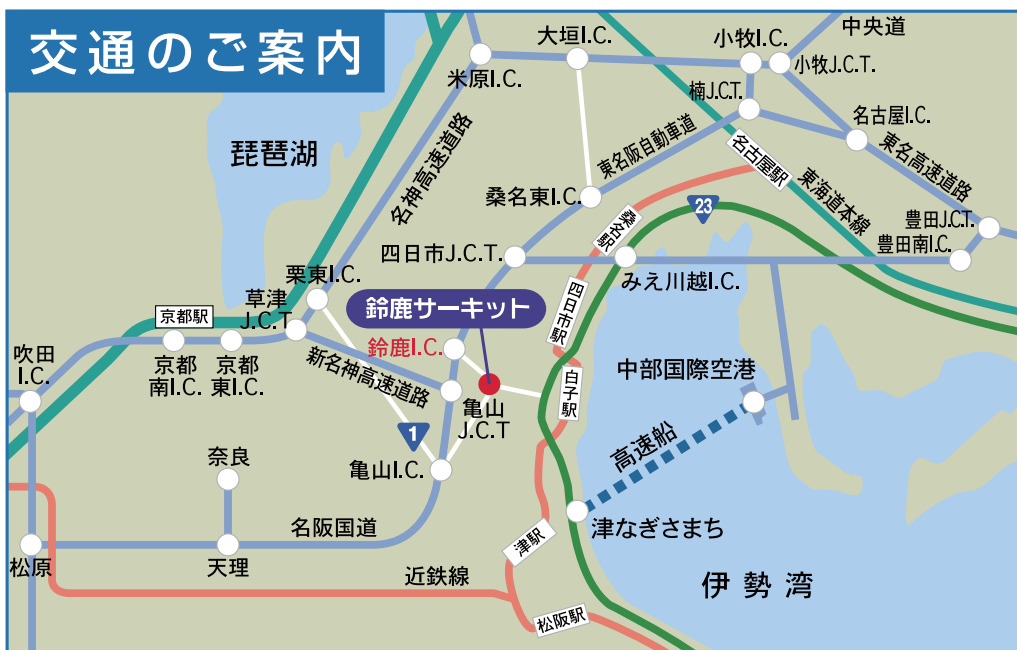 交通のご案内
大垣I.C.
小牧I.C.
中央道
米原I.C.
小牧J.C.T.
楠J.C.T.
名古屋I.C.
琵琶湖
名神高速道路
東名阪自動車道
名古屋駅
東名高速道路
東海道本線
桑名東I.C.
桑名駅
23
豊田J.C.T.
豊田南I.C.
四日市J.C.T.
みえ川越I.C.
栗東I.C.
草津
J.C.T
鈴鹿サーキット
四日市駅
京都駅
鈴鹿I.C.
吹田
I.C.
京都
南I.C.
京都
東I.C.
新名神高速道路
白子駅
中部国際空港
亀山
J.C.T
1
高速船
奈良
亀山I.C.
名阪国道
津なぎさまち
津駅
松原
天理
近鉄線
伊勢湾
松阪駅